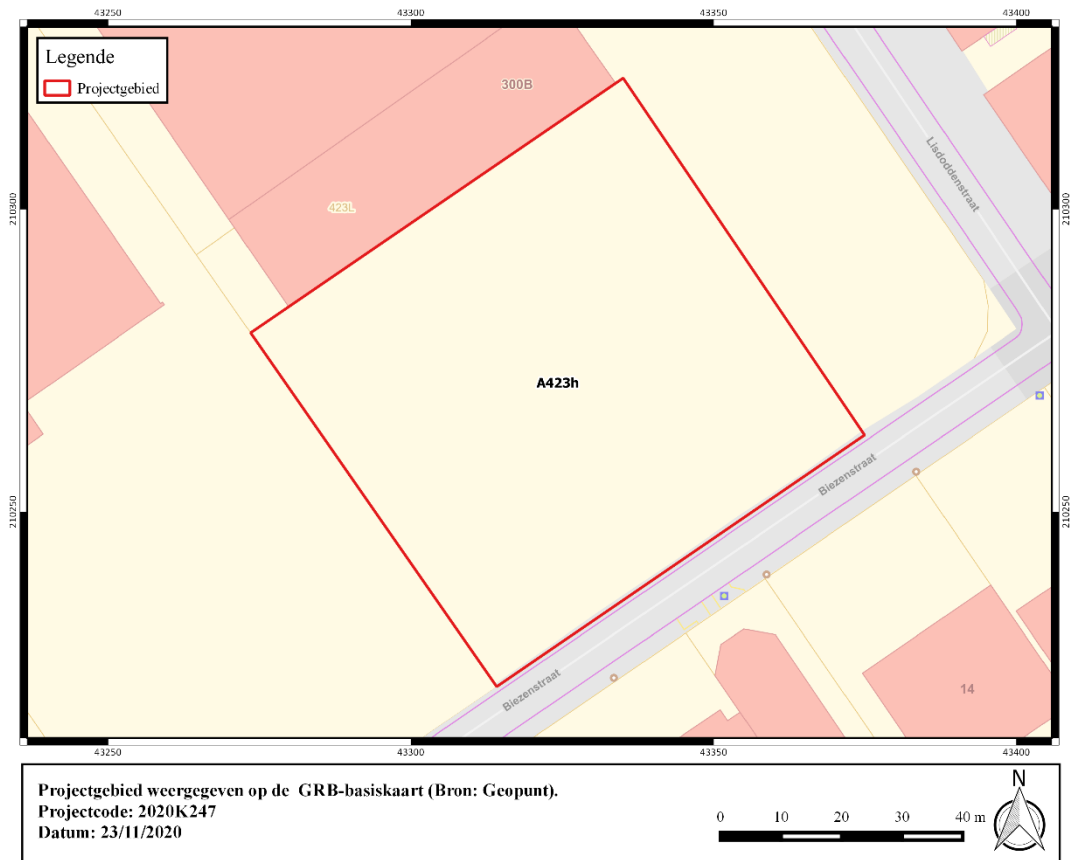 43250 43300 43350 43400
Legende
Projectgebied
300B
423L
Lisdoddenstraat
210300 210300
A423h
Biezenstraat
210250 210250
Biezenstraat
14
43250 43300 43350 43400
Projectgebied weergegeven op de GRB-basiskaart (Bron: Geopunt).
Projectcode: 2020K247
Datum: 23/11/2020
0 10 20 30 40 m
N